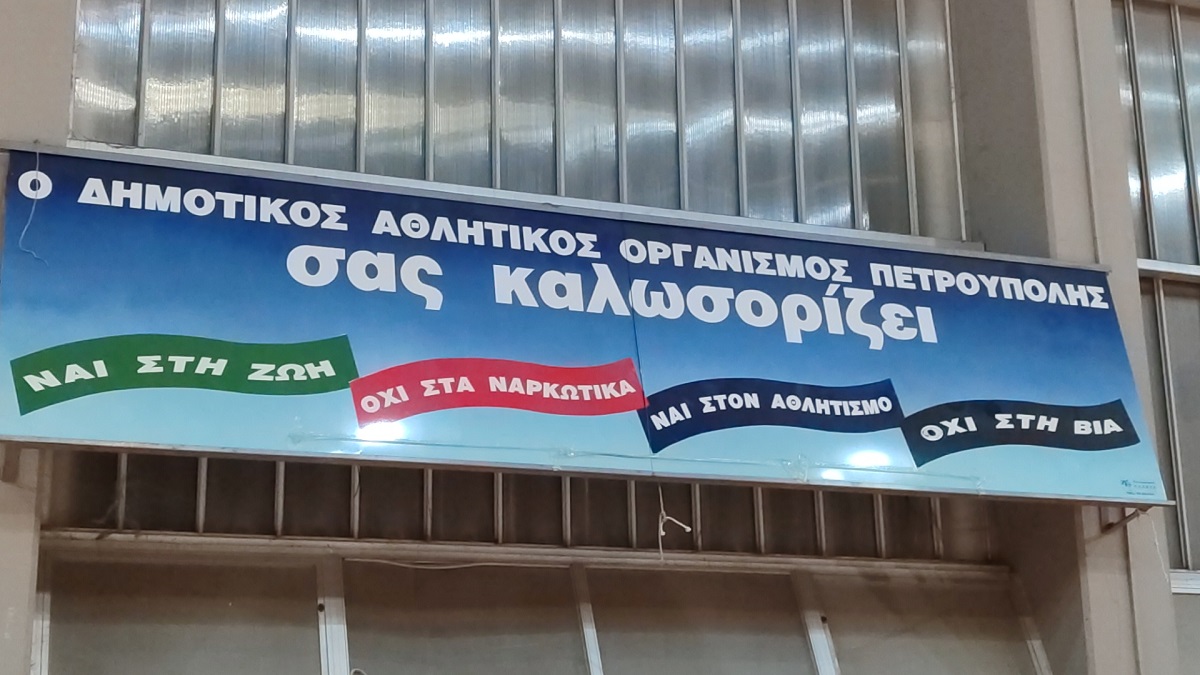 Ο ΔΗΜΟΤΙΚΟΣ ΑΘΛΗΤΙΚΟΣ ΟΡΓΑΝΙΣΜΟΣ ΠΕΤΡΟΥΠΟΛΗΣ
σας καλωσορίζει
ΝΑΙ ΣΤΗ ΖΩΗ
ΟΧΙ ΣΤΑ ΝΑΡΚΩΤΙΚΑ
ΝΑΙ ΣΤΟΝ ΑΘΛΗΤΙΣΜΟ
ΟΧΙ ΣΤΗ ΒΙΑ